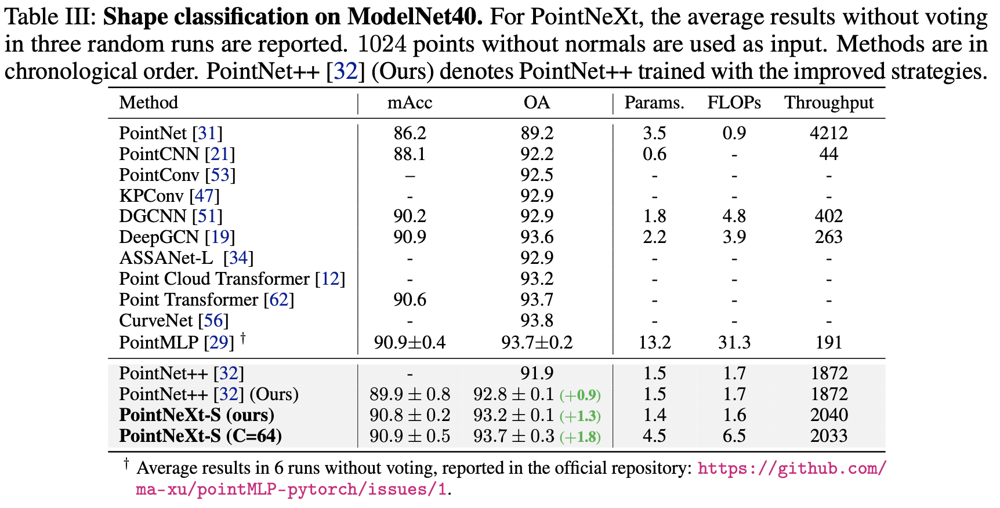 Table III: Shape classification on ModelNet40. For PointNeXt, the average results without voting
in three random runs are reported. 1024 points without normals are used as input. Methods are in
chronological order. PointNet++ [32] (Ours) denotes PointNet++ trained with the improved strategies.
Method mAcc OA Params. FLOPs Throughput
PointNet [31] 86.2 89.2 3.5 0.9 4212
PointCNN [21] 88.1 92.2 0.6 - 44
PointConv [53] – 92.5 - - -
KPConv [47] - 92.9 - - -
DGCNN [51] 90.2 92.9 1.8 4.8 402
DeepGCN [19] 90.9 93.6 2.2 3.9 263
ASSANet-L [34] - 92.9 - - -
Point Cloud Transformer [12] - 93.2 - - -
Point Transformer [62] 90.6 93.7 - - -
CurveNet [56] - 93.8 - - -
PointMLP [29] † 90.9±0.4 93.7±0.2 13.2 31.3 191
PointNet++ [32] - 91.9 1.5 1.7 1872
PointNet++ [32] (Ours) 89.9 ± 0.8 92.8 ± 0.1 (+0.9) 1.5 1.7 1872
PointNeXt-S (ours) 90.8 ± 0.2 93.2 ± 0.1 (+1.3) 1.4 1.6 2040
PointNeXt-S (C=64) 90.9 ± 0.5 93.7 ± 0.3 (+1.8) 4.5 6.5 2033
† Average results in 6 runs without voting, reported in the official repository: https://github.com/
ma-xu/pointMLP-pytorch/issues/1.